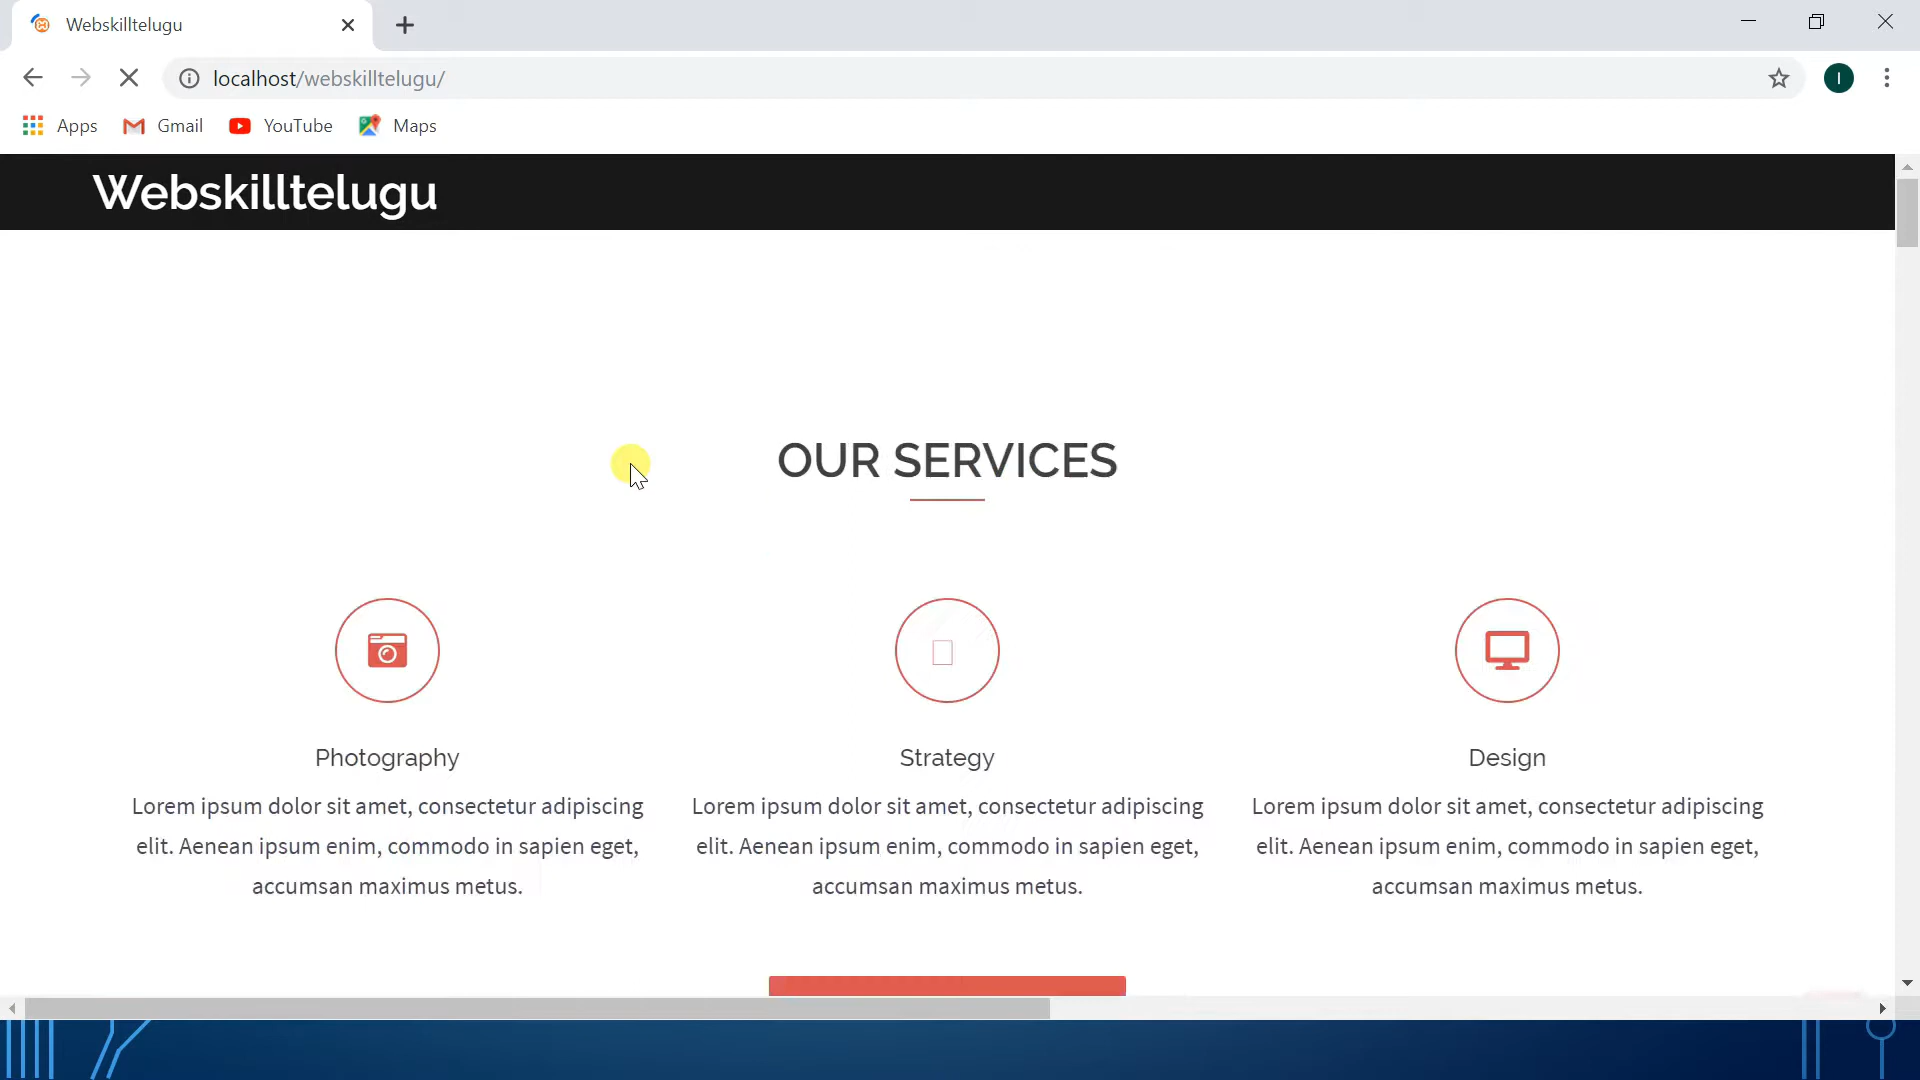 Webskilltelugu
localhost/webskilltelugu/
I
Apps Gmail YouTube Maps
Webskilltelugu
OUR SERVICES
Photography
Lorem ipsum dolor sit amet, consectetur adipiscing
elit. Aenean ipsum enim, commodo in sapien eget,
accumsan maximus metus.
Strategy
Lorem ipsum dolor sit amet, consectetur adipiscing
elit. Aenean ipsum enim, commodo in sapien eget,
accumsan maximus metus.
Design
Lorem ipsum dolor sit amet, consectetur adipiscing
elit. Aenean ipsum enim, commodo in sapien eget,
accumsan maximus metus.